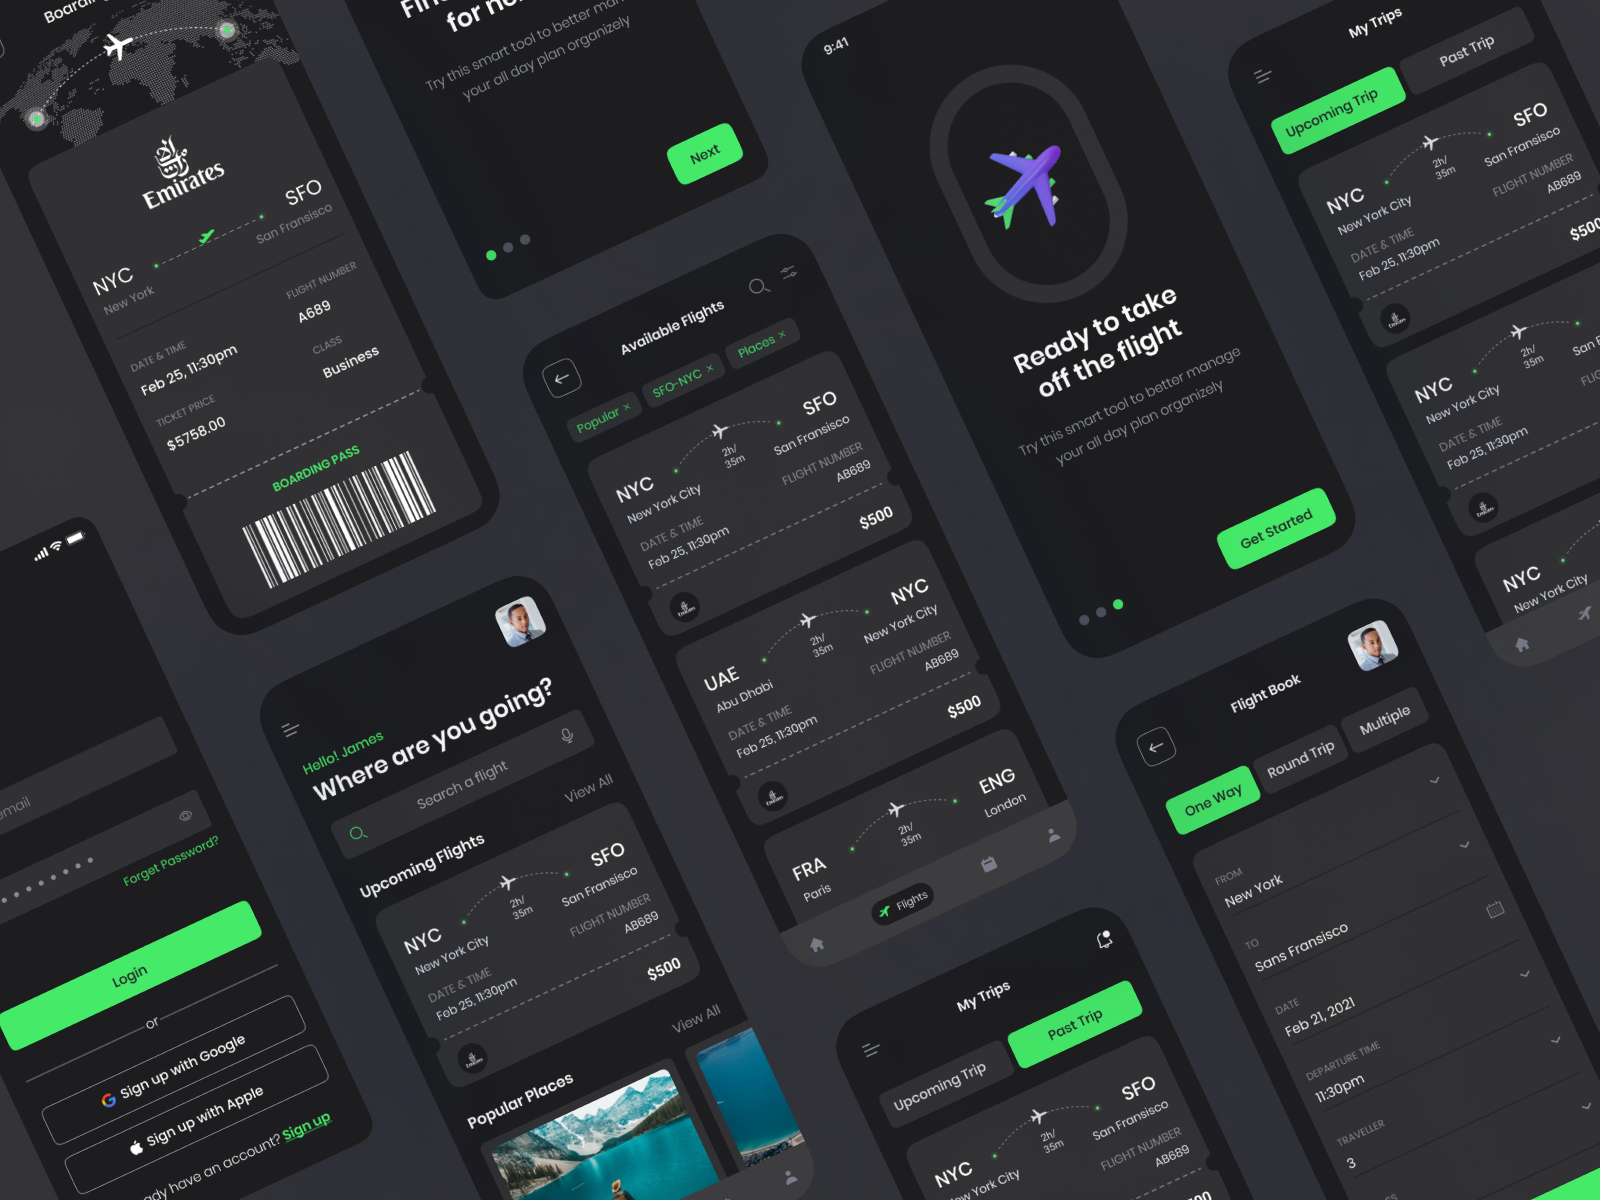 Emirates
NYC
New York
SFO
San Fransisco
DATE & TIME
Feb 25, 11:30pm
FLIGHT NUMBER
A689
TICKET PRICE
$5758.00
CLASS
Business
BOARDING PASS
for
Try this smart tool to better man
your all day plan organizely
Next
9:41
Ready to take
off the flight
Try this smart tool to better manage
your all day plan organizely
Get Started
My Trips
Upcoming Trip
Past Trip
NYC
New York City
2h/
35m
SFO
San Fransisco
DATE & TIME
Feb 25, 11:30pm
FLIGHT NUMBER
AB689
$500
Emirates
NYC
New York City
2h/
35m
San F
DATE & TIME
Feb 25, 11:30pm
Emirates
NYC
New York City
Available Flights
Popular ×
SFO-NYC ×
Places ×
NYC
New York City
2h/
35m
SFO
San Fransisco
DATE & TIME
Feb 25, 11:30pm
FLIGHT NUMBER
AB689
$500
Emirates
UAE
Abu Dhabi
2h/
35m
NYC
New York City
DATE & TIME
Feb 25, 11:30pm
FLIGHT NUMBER
AB689
$500
Emirates
FRA
Paris
2h/
35m
ENG
London
Flights
email
Forget Password?
Login
or
Sign up with Google
Sign up with Apple
ady have an account? Sign up
Hello! James
Where are you going?
Search a flight
Upcoming Flights
View All
NYC
New York City
2h/
35m
SFO
San Fransisco
DATE & TIME
Feb 25, 11:30pm
FLIGHT NUMBER
AB689
$500
Emirates
Popular Places
View All
My Trips
Upcoming Trip
Past Trip
NYC
New York City
2h/
35m
SFO
San Fransisco
FLIGHT NUMBER
AB689
$500
Flight Book
One Way
Round Trip
Multiple
FROM
New York
TO
Sans Fransisco
DATE
Feb 21, 2021
DEPARTURE TIME
11:30pm
TRAVELLER
3